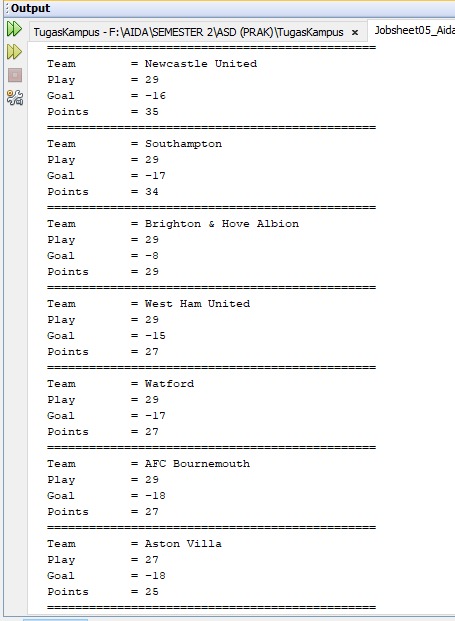 Output
TugasKampus - F:\AIDA\SEMESTER 2\ASD (PRAK)\TugasKampus × Jobsheet05_Aida
===============================================
Team = Newcastle United
Play = 29
Goal = -16
Points = 35
===============================================
Team = Southampton
Play = 29
Goal = -17
Points = 34
===============================================
Team = Brighton & Hove Albion
Play = 29
Goal = -8
Points = 29
===============================================
Team = West Ham United
Play = 29
Goal = -15
Points = 27
===============================================
Team = Watford
Play = 29
Goal = -17
Points = 27
===============================================
Team = AFC Bournemouth
Play = 29
Goal = -18
Points = 27
===============================================
Team = Aston Villa
Play = 27
Goal = -18
Points = 25
===============================================